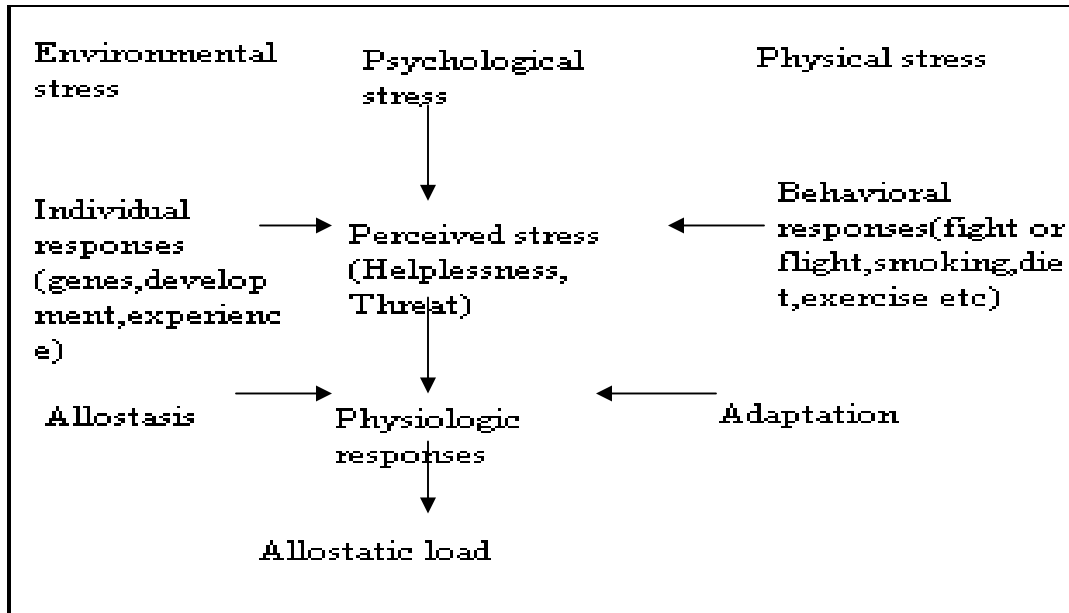 Environmental
stress
Psychological
stress
Physical stress
Individual
responses
(genes,develop
ment,experienc
e)
Perceived stress
(Helplessness,
Threat)
Behavioral
responses(fight or
flight,smoking,die
t,exercise etc)
Allostasis
Physiologic
responses
Adaptation
Allostatic load